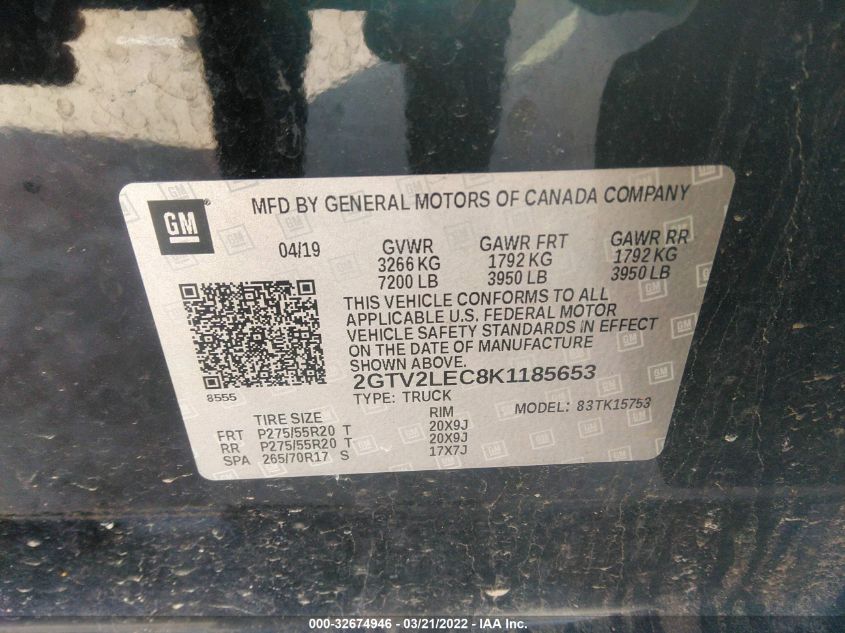 GM
MFD BY GENERAL MOTORS OF CANADA COMPANY
04/19 GVWR GAWR FRT GAWR RR
3266 KG 1792 KG 1792 KG
7200 LB 3950 LB 3950 LB
THIS VEHICLE CONFORMS TO ALL
APPLICABLE U.S. FEDERAL MOTOR
VEHICLE SAFETY STANDARDS IN EFFECT
ON THE DATE OF MANUFACTURE
SHOWN ABOVE.
2GTV2LEC8K1185653
8555
TYPE: TRUCK MODEL: 83TK15753
TIRE SIZE RIM
FRT P275/55R20 T 20X9J
RR P275/55R20 T 20X9J
SPA 265/70R17 S 17X7J
000-32674946 - 03/21/2022 - IAA Inc.